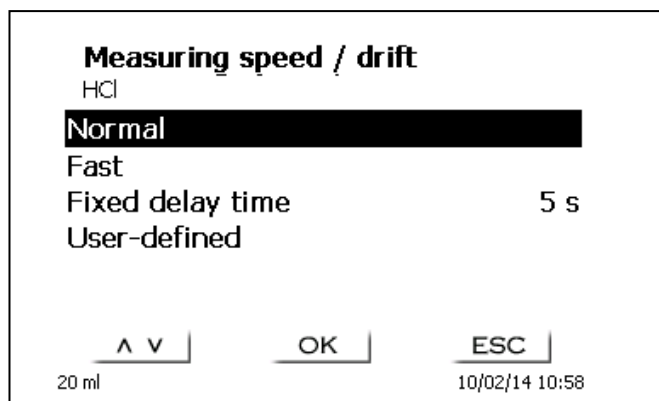 Measuring speed / drift
HCl
Normal
Fast
Fixed delay time 5 s
User-defined
∧ ∨ OK ESC
20 ml 10/02/14 10:58